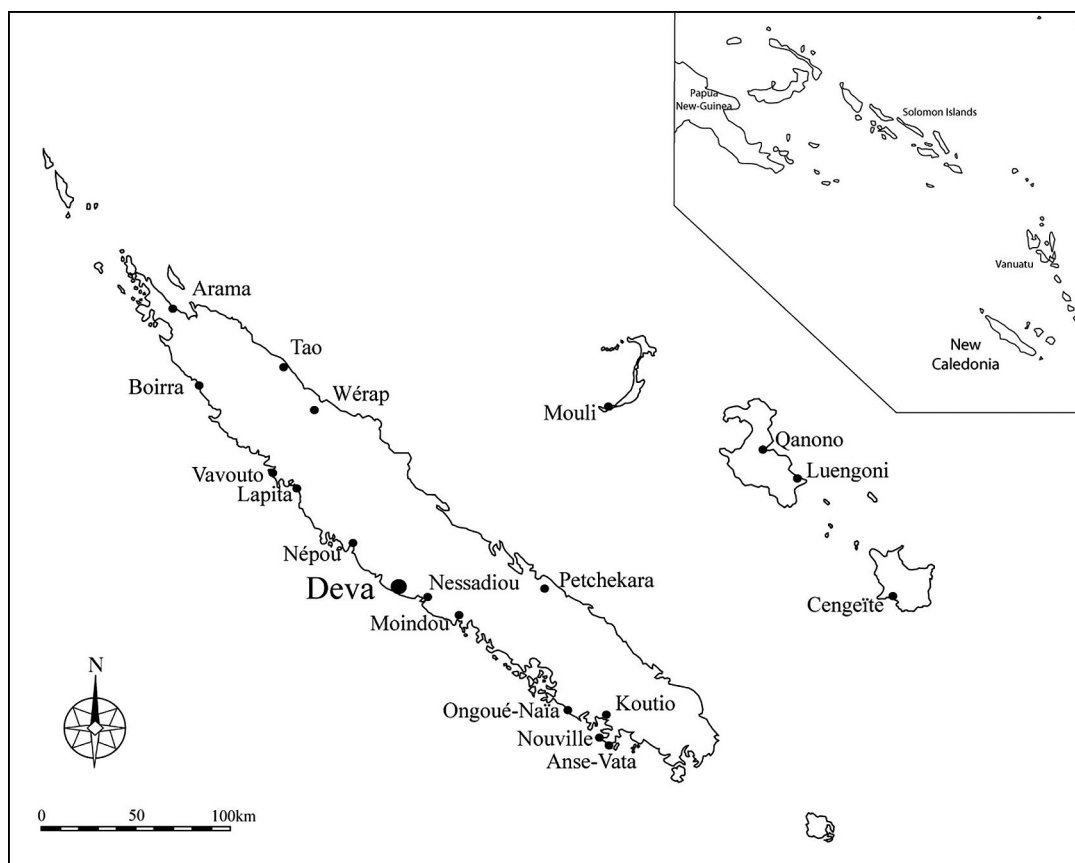 Papua
New-Guinea
Solomon Islands
Vanuatu
New
Caledonia
Arama
Tao
Boirra
Wérap
Mouli
Qanono
Vavouto
Luengoni
Lapita
Népou
Deva
Nessadiou
Petchekara
Cengeïte
Moindou
N
Ongoué-Naïa
Koutio
Nouville
Anse-Vata
0 50 100km